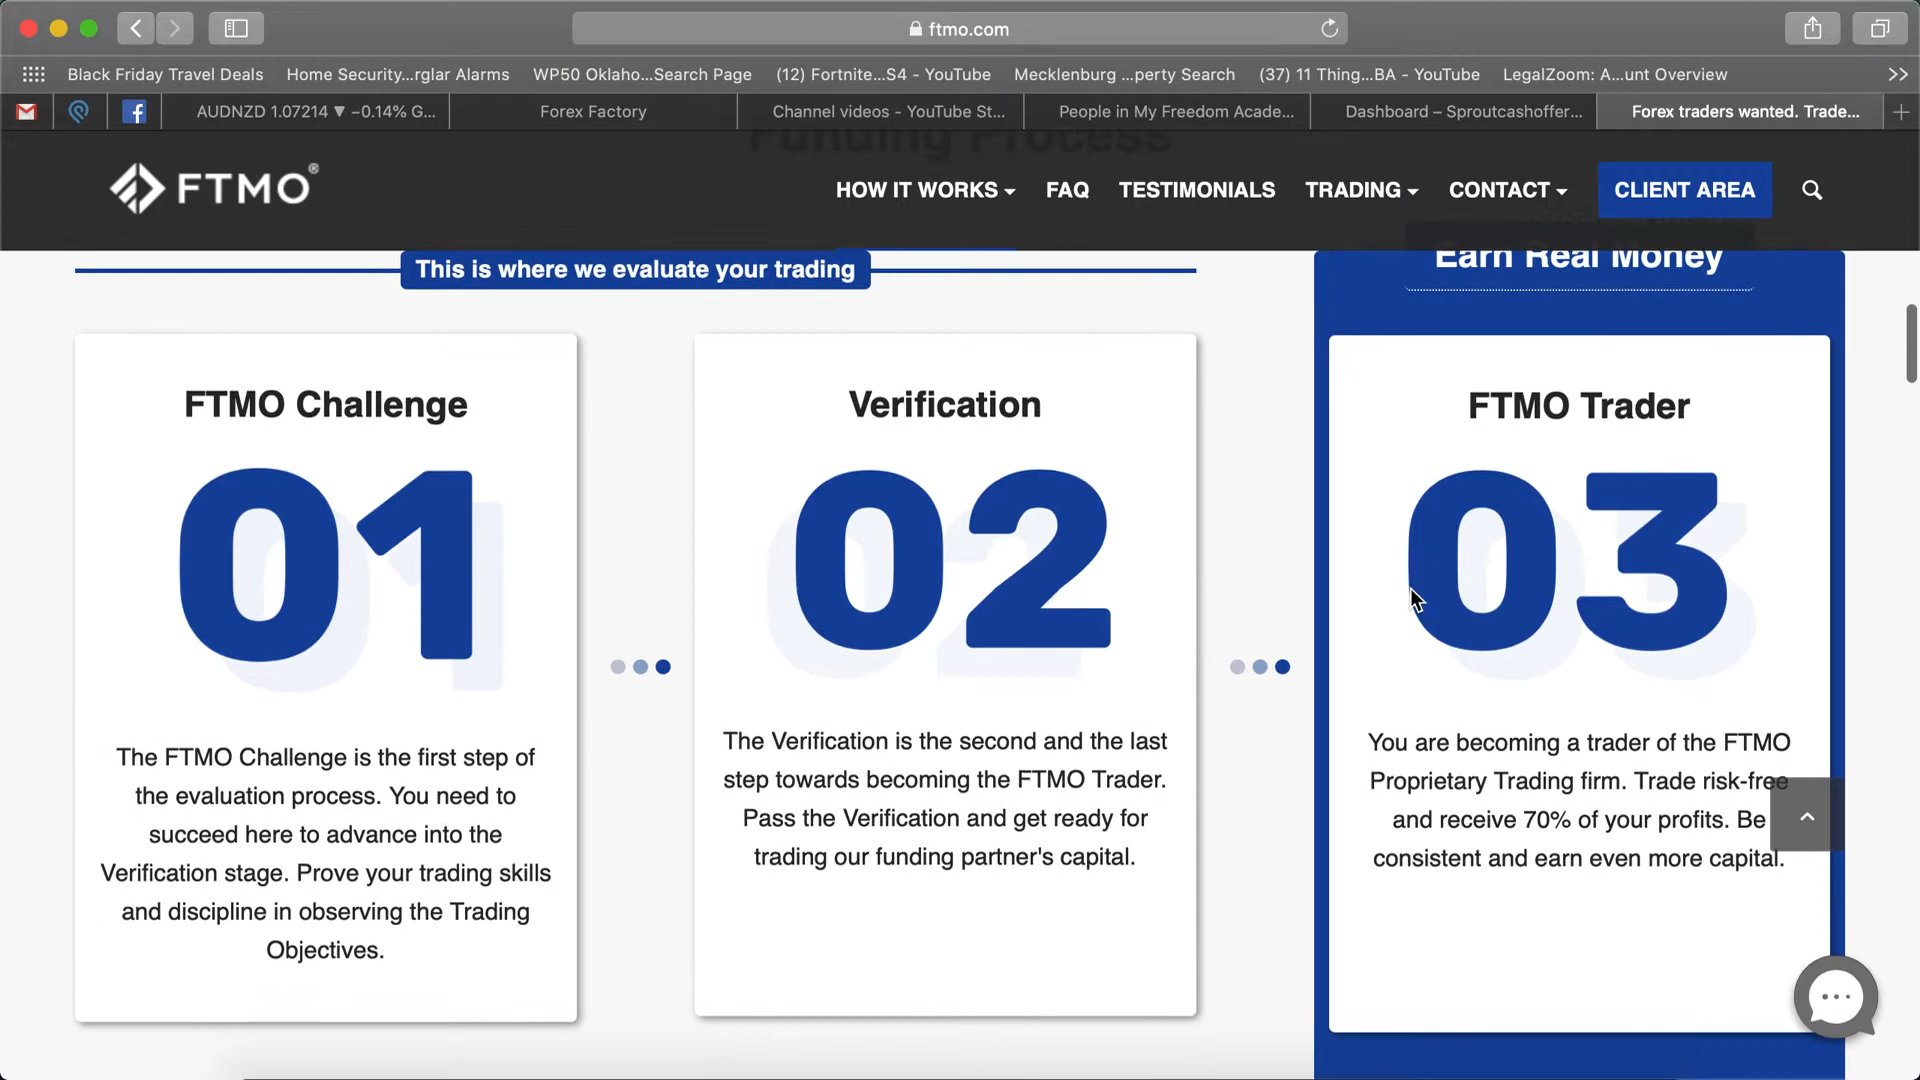 ftmo.com
Black Friday Travel Deals
Home Security...rglar Alarms
WP50 Oklaho...Search Page
(12) Fortnite...S4 - YouTube
Mecklenburg ...perty Search
(37) 11 Thing...BA - YouTube
LegalZoom: A...unt Overview
AUDNZD 1.07214 ▼ −0.14% G...
Forex Factory
Channel videos - YouTube St...
People in My Freedom Acade...
Dashboard – Sproutcashoffer...
Forex traders wanted. Trade...
Funding Process
FTMO®
HOW IT WORKS
FAQ
TESTIMONIALS
TRADING
CONTACT
CLIENT AREA
This is where we evaluate your trading
Earn Real Money
FTMO Challenge
01
The FTMO Challenge is the first step of
the evaluation process. You need to
succeed here to advance into the
Verification stage. Prove your trading skills
and discipline in observing the Trading
Objectives.
Verification
02
The Verification is the second and the last
step towards becoming the FTMO Trader.
Pass the Verification and get ready for
trading our funding partner's capital.
FTMO Trader
03
You are becoming a trader of the FTMO
Proprietary Trading firm. Trade risk-free
and receive 70% of your profits. Be
consistent and earn even more capital.